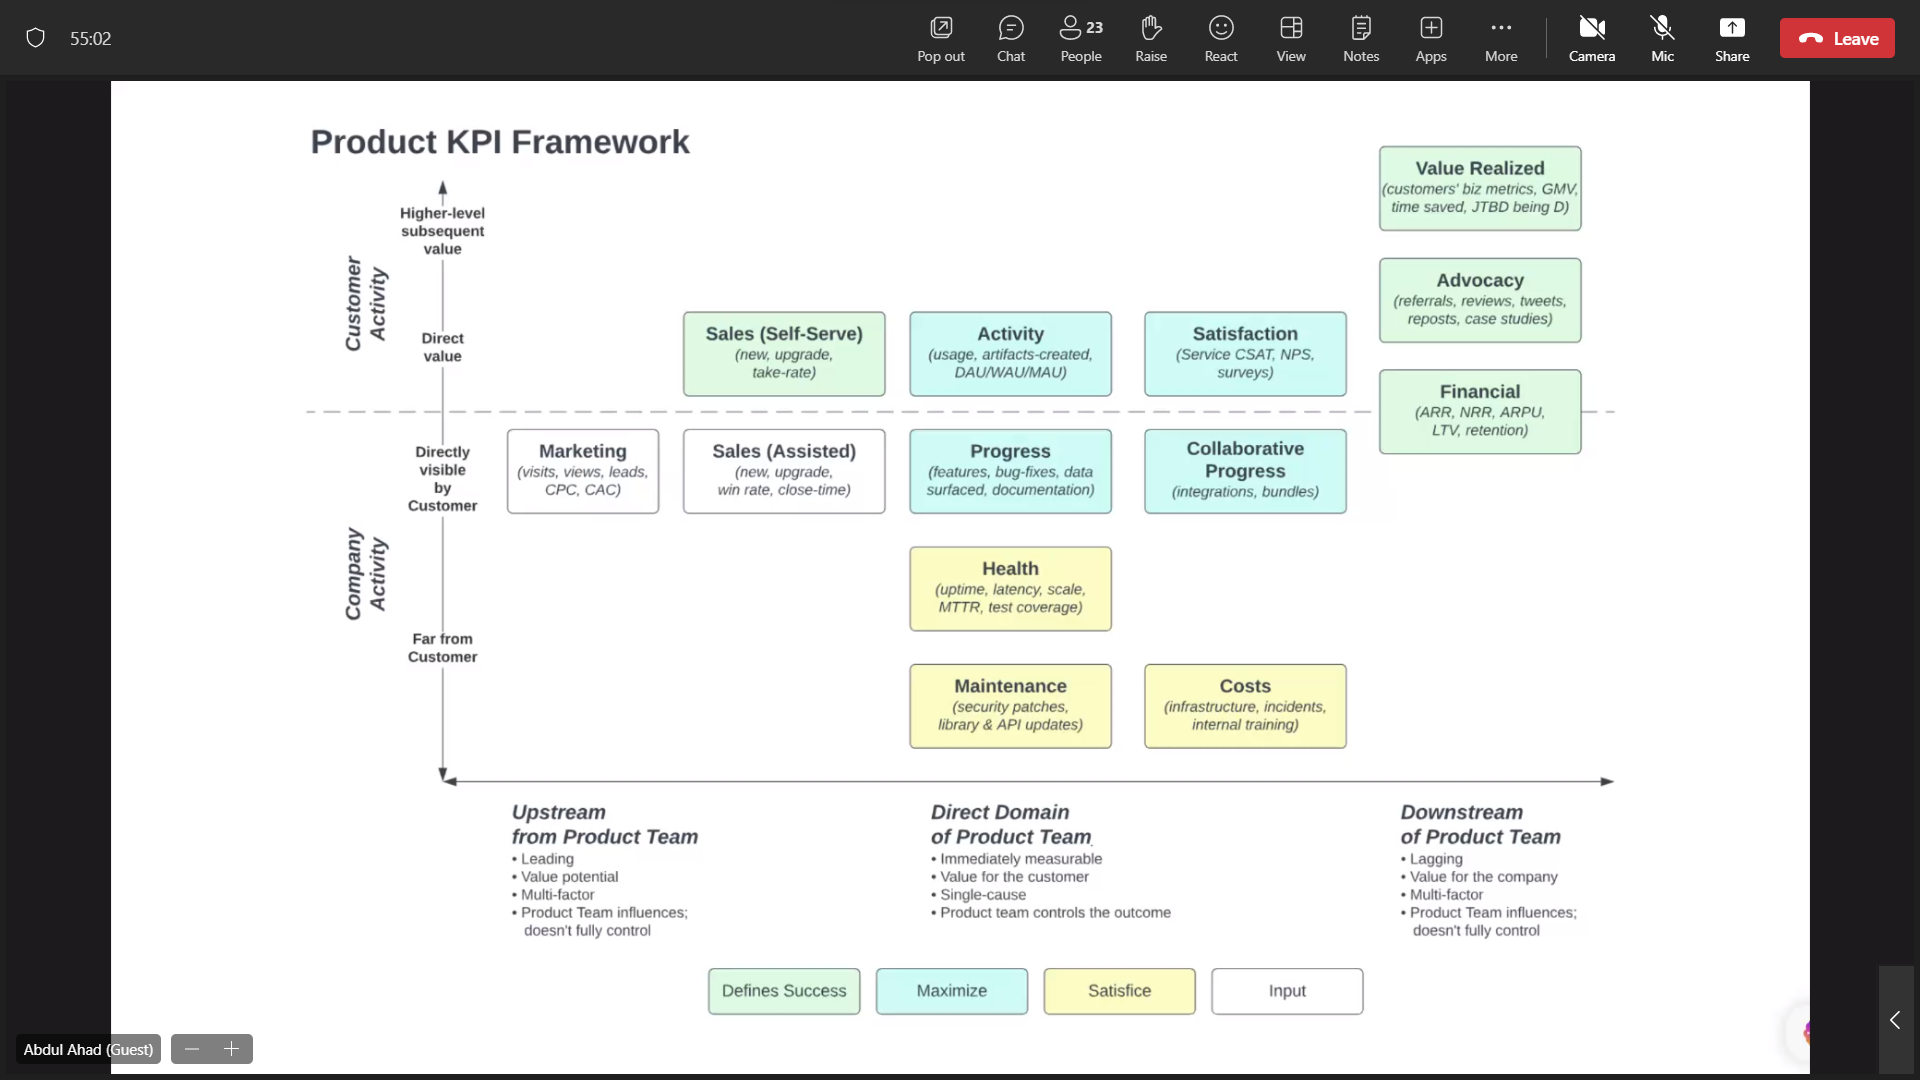 55:02
Pop out
Chat
23
People
Raise
React
View
Notes
Apps
More
Camera
Mic
Share
Leave
Product KPI Framework
Higher-level
subsequent
value
Customer
Activity
Direct
value
Value Realized
(customers' biz metrics, GMV,
time saved, JTBD being D)
Advocacy
(referrals, reviews, tweets,
reposts, case studies)
Sales (Self-Serve)
(new, upgrade,
take-rate)
Activity
(usage, artifacts-created,
DAU/WAU/MAU)
Satisfaction
(Service CSAT, NPS,
surveys)
Financial
(ARR, NRR, ARPU,
LTV, retention)
Directly
visible
by
Customer
Marketing
(visits, views, leads,
CPC, CAC)
Sales (Assisted)
(new, upgrade,
win rate, close-time)
Progress
(features, bug-fixes, data
surfaced, documentation)
Collaborative
Progress
(integrations, bundles)
Company
Activity
Health
(uptime, latency, scale,
MTTR, test coverage)
Far from
Customer
Maintenance
(security patches,
library & API updates)
Costs
(infrastructure, incidents,
internal training)
Upstream
from Product Team
• Leading
• Value potential
• Multi-factor
• Product Team influences;
doesn't fully control
Direct Domain
of Product Team
• Immediately measurable
• Value for the customer
• Single-cause
• Product team controls the outcome
Downstream
of Product Team
• Lagging
• Value for the company
• Multi-factor
• Product Team influences;
doesn't fully control
Defines Success
Maximize
Satisfice
Input
Abdul Ahad (Guest)